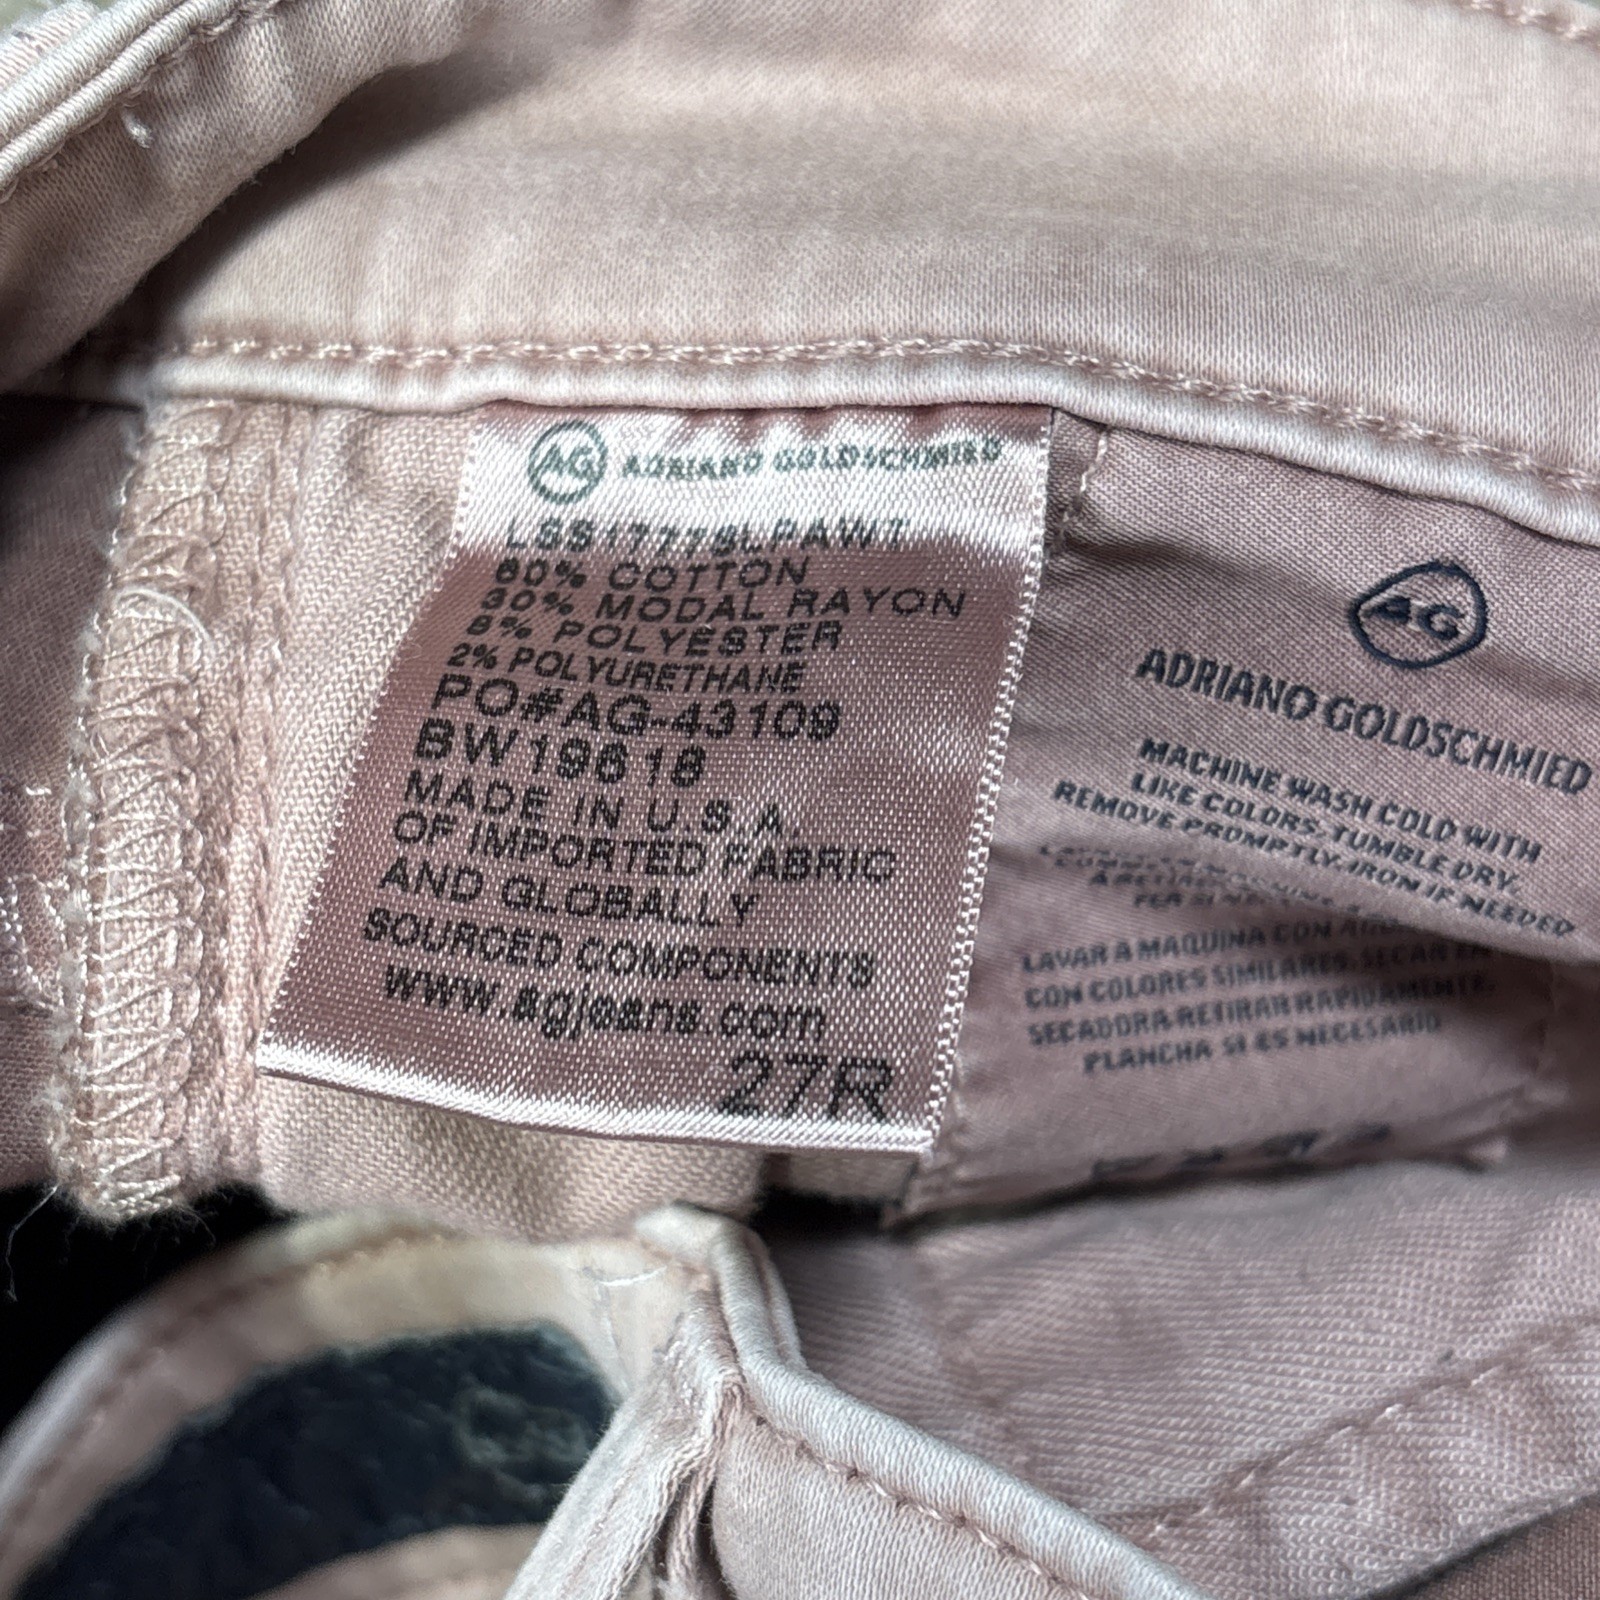 AG ADRIANO GOLDSCHMIED
LSS1777SLPAWT
60% COTTON
30% MODAL RAYON
8% POLYESTER
2% POLYURETHANE
PO#AG-43109
BW19618
MADE IN U.S.A.
OF IMPORTED FABRIC
AND GLOBALLY
SOURCED COMPONENTS
www.agjeans.com
27R
AG
ADRIANO GOLDSCHMIED
MACHINE WASH COLD WITH
LIKE COLORS. TUMBLE DRY.
REMOVE PROMPTLY-IRON IF NEEDED
LAVAR A MAQUINA CON
CON COLORES SIMILARES. SECAR EN
SECADORA-RETIRAR RAPIDAMENTE.
PLANCHA SI ES NECESARIO